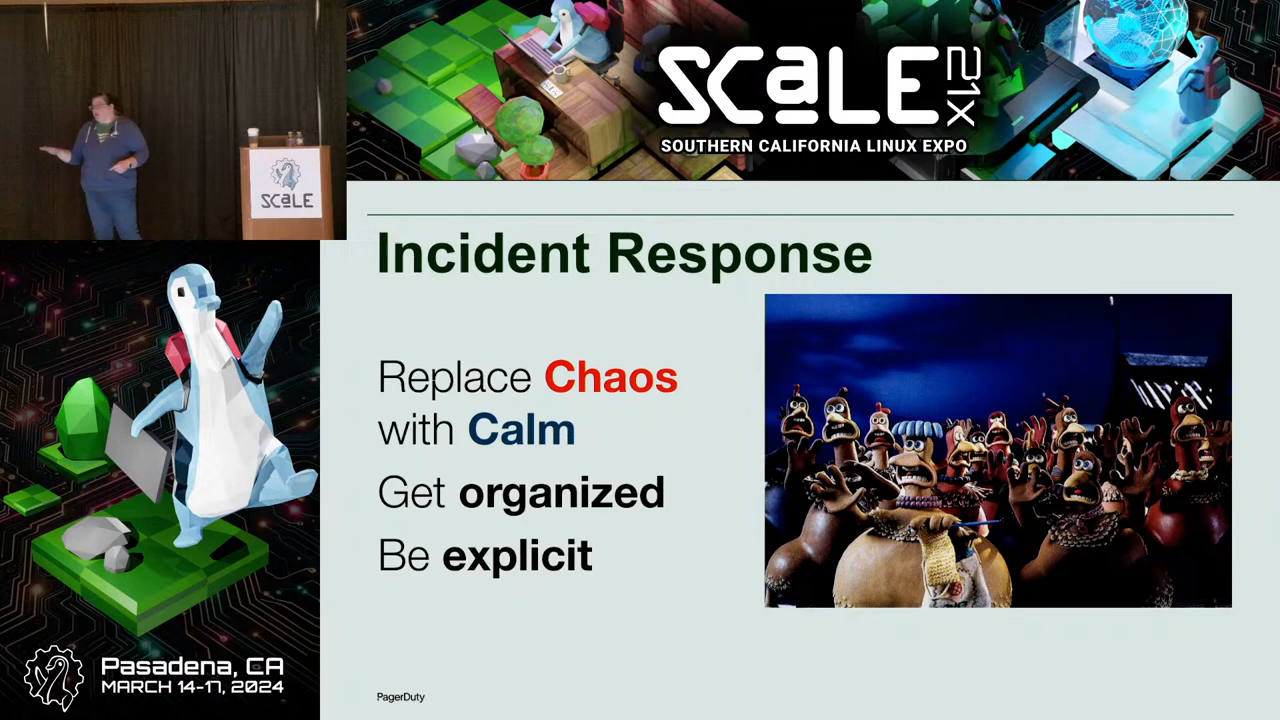 SCaLE 21X
SOUTHERN CALIFORNIA LINUX EXPO
SCaLE
Incident Response
Replace Chaos
with Calm
Get organized
Be explicit
Pasadena, CA
MARCH 14-17, 2024
PagerDuty